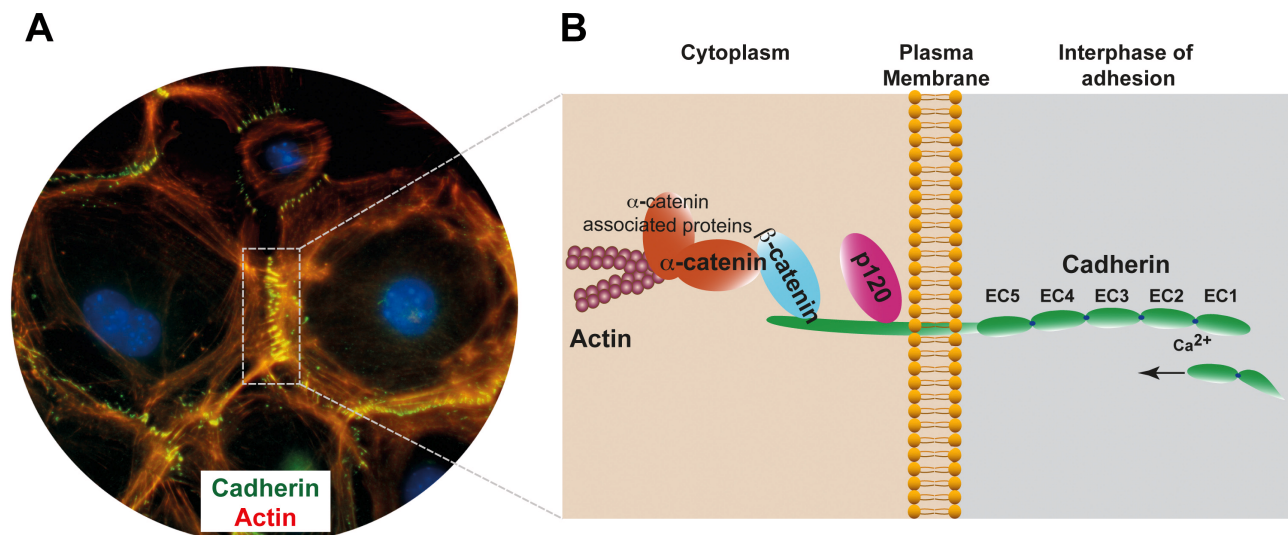 A
Cadherin
Actin
B
Cytoplasm
Plasma
Membrane
Interphase of
adhesion
α-catenin
associated proteins
α-catenin
β-catenin
p120
Actin
Cadherin
EC5 EC4 EC3 EC2 EC1
Ca2+